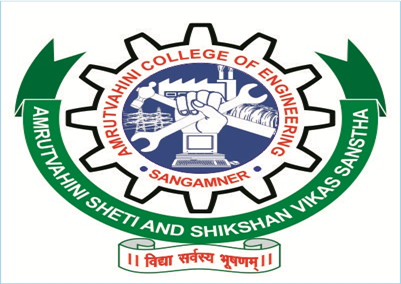 AMRUTVAHINI COLLEGE OF ENGINEERING
• SANGAMNER •
AMRUTVAHINI SHETI AND SHIKSHAN VIKAS SANSTHA
।। विद्या सर्वस्य भूषणम् ।।